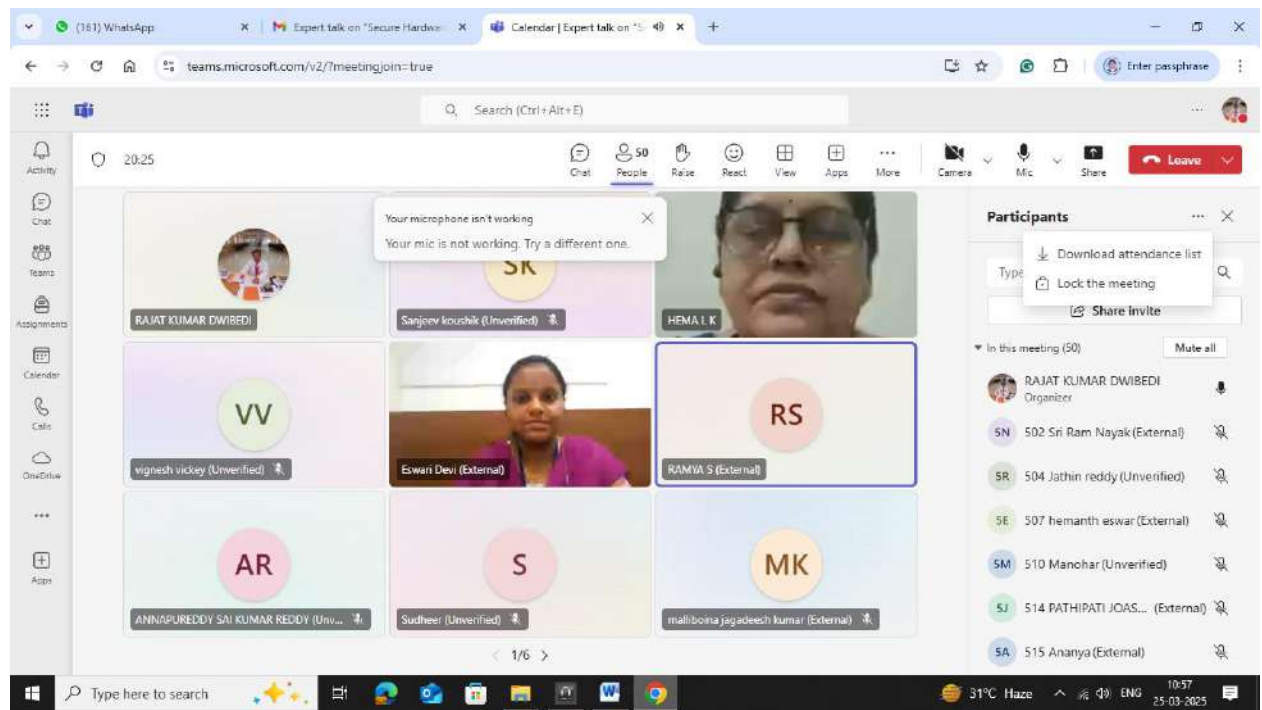 (161) WhatsApp
Expert talk on "Secure Hardwa
Calendar | Expert talk on "S
teams.microsoft.com/v2/?meetingjoin=true
Enter passphrase
Search (Ctrl+Alt+E)
20:25
Chat
50
People
Raise
React
View
Apps
More
Camera
Mic
Share
Leave
Activity
Chat
Teams
Assignments
Calendar
Calls
OneDrive
Apps
Your microphone isn't working
Your mic is not working. Try a different one.
RAJAT KUMAR DWIBEDI
SK
Sanjeev koushik (Unverified)
HEMA L K
VV
vignesh vickey (Unverified)
Eswari Devi (External)
RS
RAMYA S (External)
AR
ANNAPUREDDY SAI KUMAR REDDY (Unv...
S
Sudheer (Unverified)
MK
malliboina jagadeesh kumar (External)
1/6
Participants
Download attendance list
Type
Lock the meeting
Share invite
In this meeting (50)
Mute all
RAJAT KUMAR DWIBEDI
Organizer
SN 502 Sri Ram Nayak (External)
SR 504 Jathin reddy (Unverified)
SE 507 hemanth eswar (External)
SM 510 Manohar (Unverified)
SJ 514 PATHIPATI JOAS... (External)
SA 515 Ananya (External)
Type here to search
31°C Haze
ENG
10:57
25-03-2025